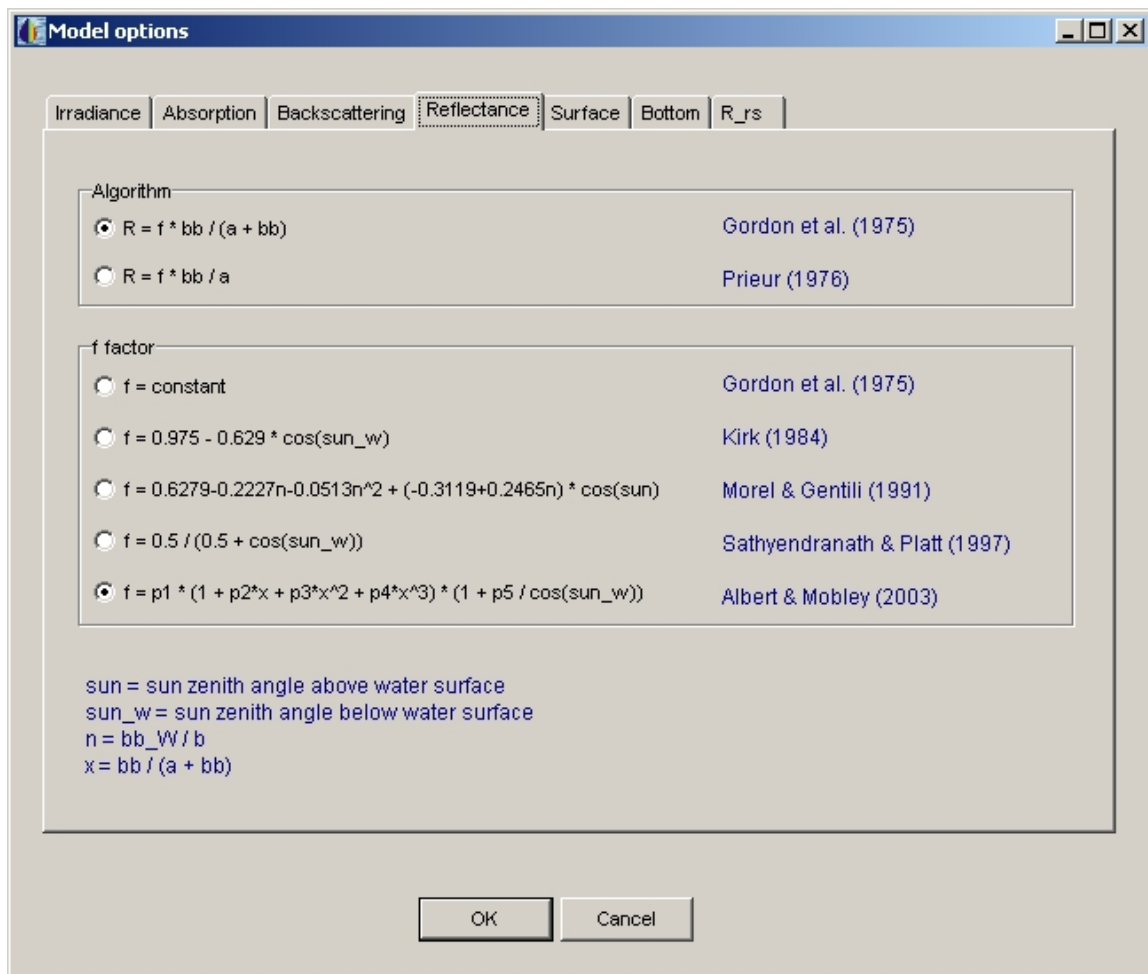 Model options
Irradiance Absorption Backscattering Reflectance Surface Bottom R_rs
Algorithm
R = f * bb / (a + bb) Gordon et al. (1975)
R = f * bb / a Prieur (1976)
f factor
f = constant Gordon et al. (1975)
f = 0.975 - 0.629 * cos(sun_w) Kirk (1984)
f = 0.6279-0.2227n-0.0513n^2 + (-0.3119+0.2465n) * cos(sun) Morel & Gentili (1991)
f = 0.5 / (0.5 + cos(sun_w)) Sathyendranath & Platt (1997)
f = p1 * (1 + p2*x + p3*x^2 + p4*x^3) * (1 + p5 / cos(sun_w)) Albert & Mobley (2003)
sun = sun zenith angle above water surface
sun_w = sun zenith angle below water surface
n = bb_W / b
x = bb / (a + bb)
OK Cancel